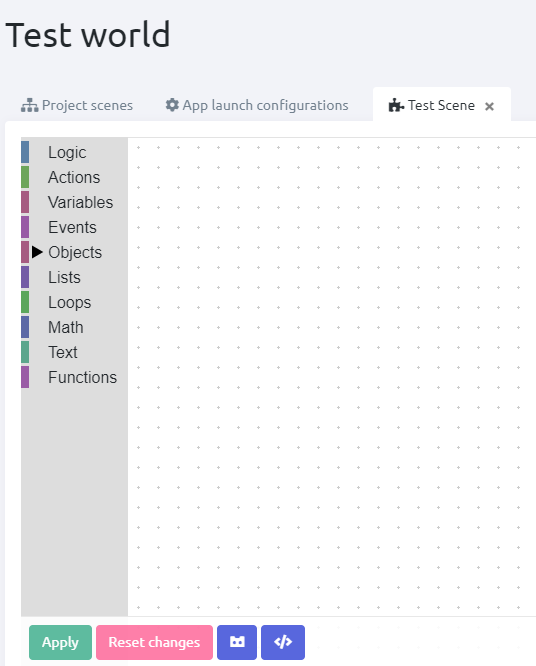 Test world
Project scenes App launch configurations Test Scene
Logic
Actions
Variables
Events
Objects
Lists
Loops
Math
Text
Functions
Apply Reset changes